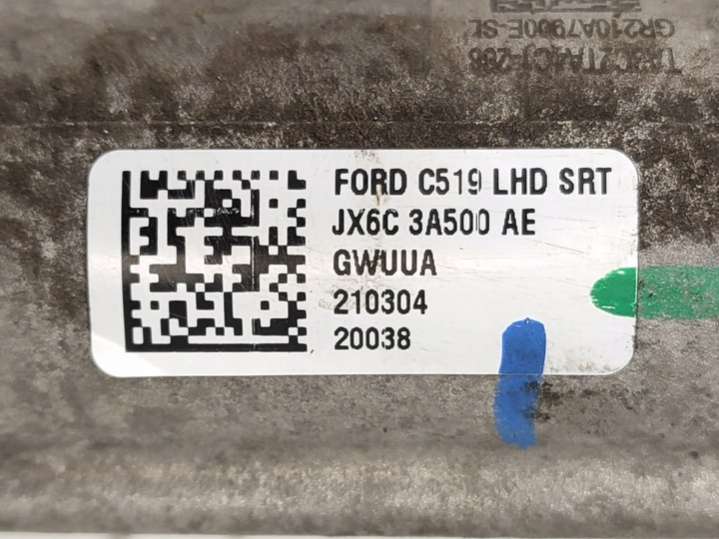 FORD C519 LHD SRT
JX6C 3A500 AE
GWUUA
210304
20038